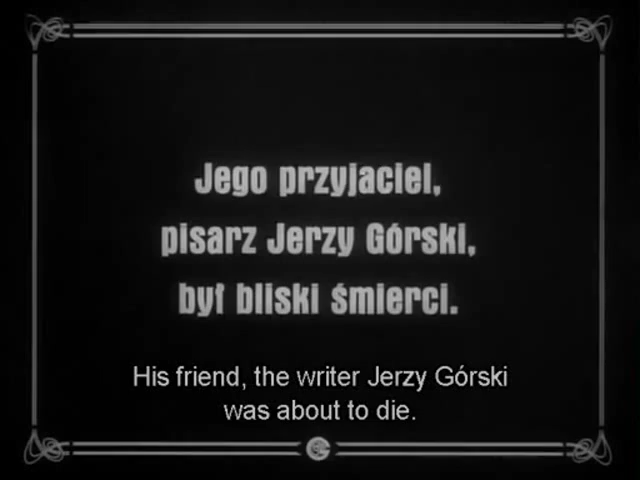 Jego przyjaciel,
pisarz Jerzy Górski,
był bliski śmierci.
His friend, the writer Jerzy Górski
was about to die.